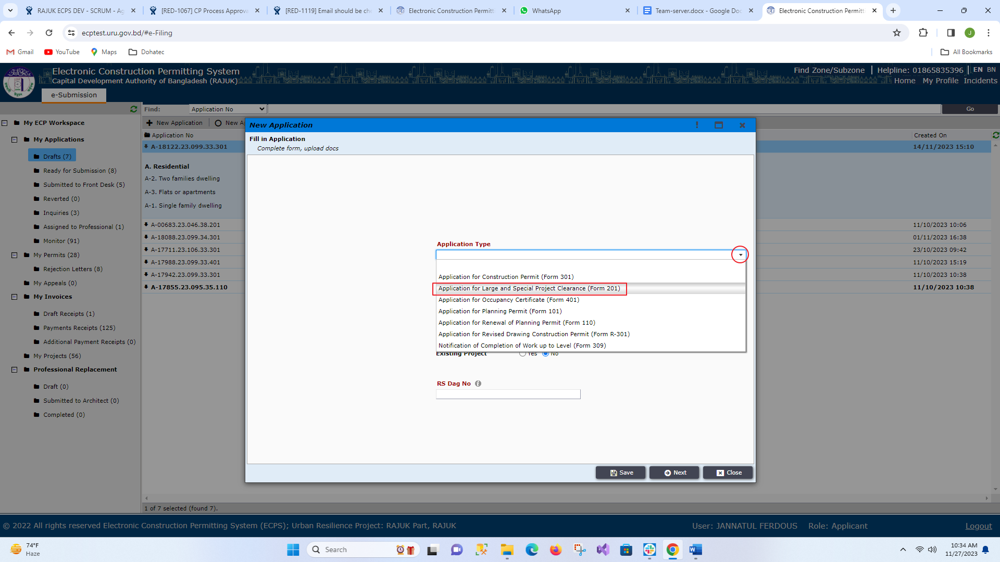 RAJUK ECPS DEV - SCRUM - Ag
[RED-1067] CP Process Approva
[RED-1119] Email should be che
Electronic Construction Permitti
WhatsApp
Team-server.docx - Google Doc
Electronic Construction Permitti
ecptest.uru.gov.bd/#e-Filing
J
Gmail
YouTube
Maps
Dohatec
All Bookmarks
Electronic Construction Permitting System
Capital Development Authority of Bangladesh (RAJUK)
Find Zone/Subzone
Helpline: 01865835396
EN BN
Home My Profile Incidents
e-Submission
Find:
Application No
Go
My ECP Workspace
My Applications
Drafts (7)
Ready for Submission (8)
Submitted to Front Desk (5)
Reverted (0)
Inquiries (3)
Assigned to Professional (1)
Monitor (91)
My Permits (28)
Rejection Letters (8)
My Appeals (0)
My Invoices
Draft Receipts (1)
Payments Receipts (125)
Additional Payment Receipts (0)
My Projects (56)
Professional Replacement
Draft (0)
Submitted to Architect (0)
Completed (0)
New Application
New A
Application No
Created On
A-18122.23.099.33.301
14/11/2023 15:10
A. Residential
A-2. Two families dwelling
A-3. Flats or apartments
A-1. Single family dwelling
A-00683.23.046.38.201
11/10/2023 10:06
A-18088.23.099.34.301
01/11/2023 16:38
A-17711.23.106.33.301
23/10/2023 09:42
A-17988.23.099.33.401
11/10/2023 15:19
A-17942.23.099.33.301
11/10/2023 10:38
A-17855.23.095.35.110
11/10/2023 10:38
New Application
Fill in Application
Complete form, upload docs
Application Type
Application for Construction Permit (Form 301)
Application for Large and Special Project Clearance (Form 201)
Application for Occupancy Certificate (Form 401)
Application for Planning Permit (Form 101)
Application for Renewal of Planning Permit (Form 110)
Application for Revised Drawing Construction Permit (Form R-301)
Notification of Completion of Work up to Level (Form 309)
Existing Project
Yes
No
RS Dag No
Save
Next
Close
1 of 7 selected (found 7).
© 2022 All rights reserved Electronic Construction Permitting System (ECPS); Urban Resilience Project: RAJUK Part, RAJUK
User: JANNATUL FERDOUS
Role: Applicant
Logout
74°F
Haze
Search
10:34 AM
11/27/2023